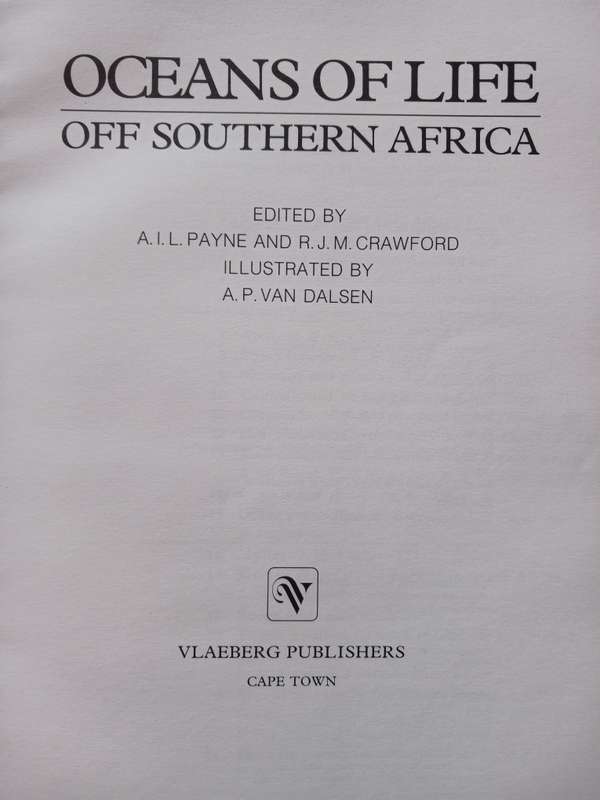 OCEANS OF LIFE
OFF SOUTHERN AFRICA
EDITED BY
A. I. L. PAYNE AND R. J. M. CRAWFORD
ILLUSTRATED BY
A. P. VAN DALSEN
V
VLAEBERG PUBLISHERS
CAPE TOWN